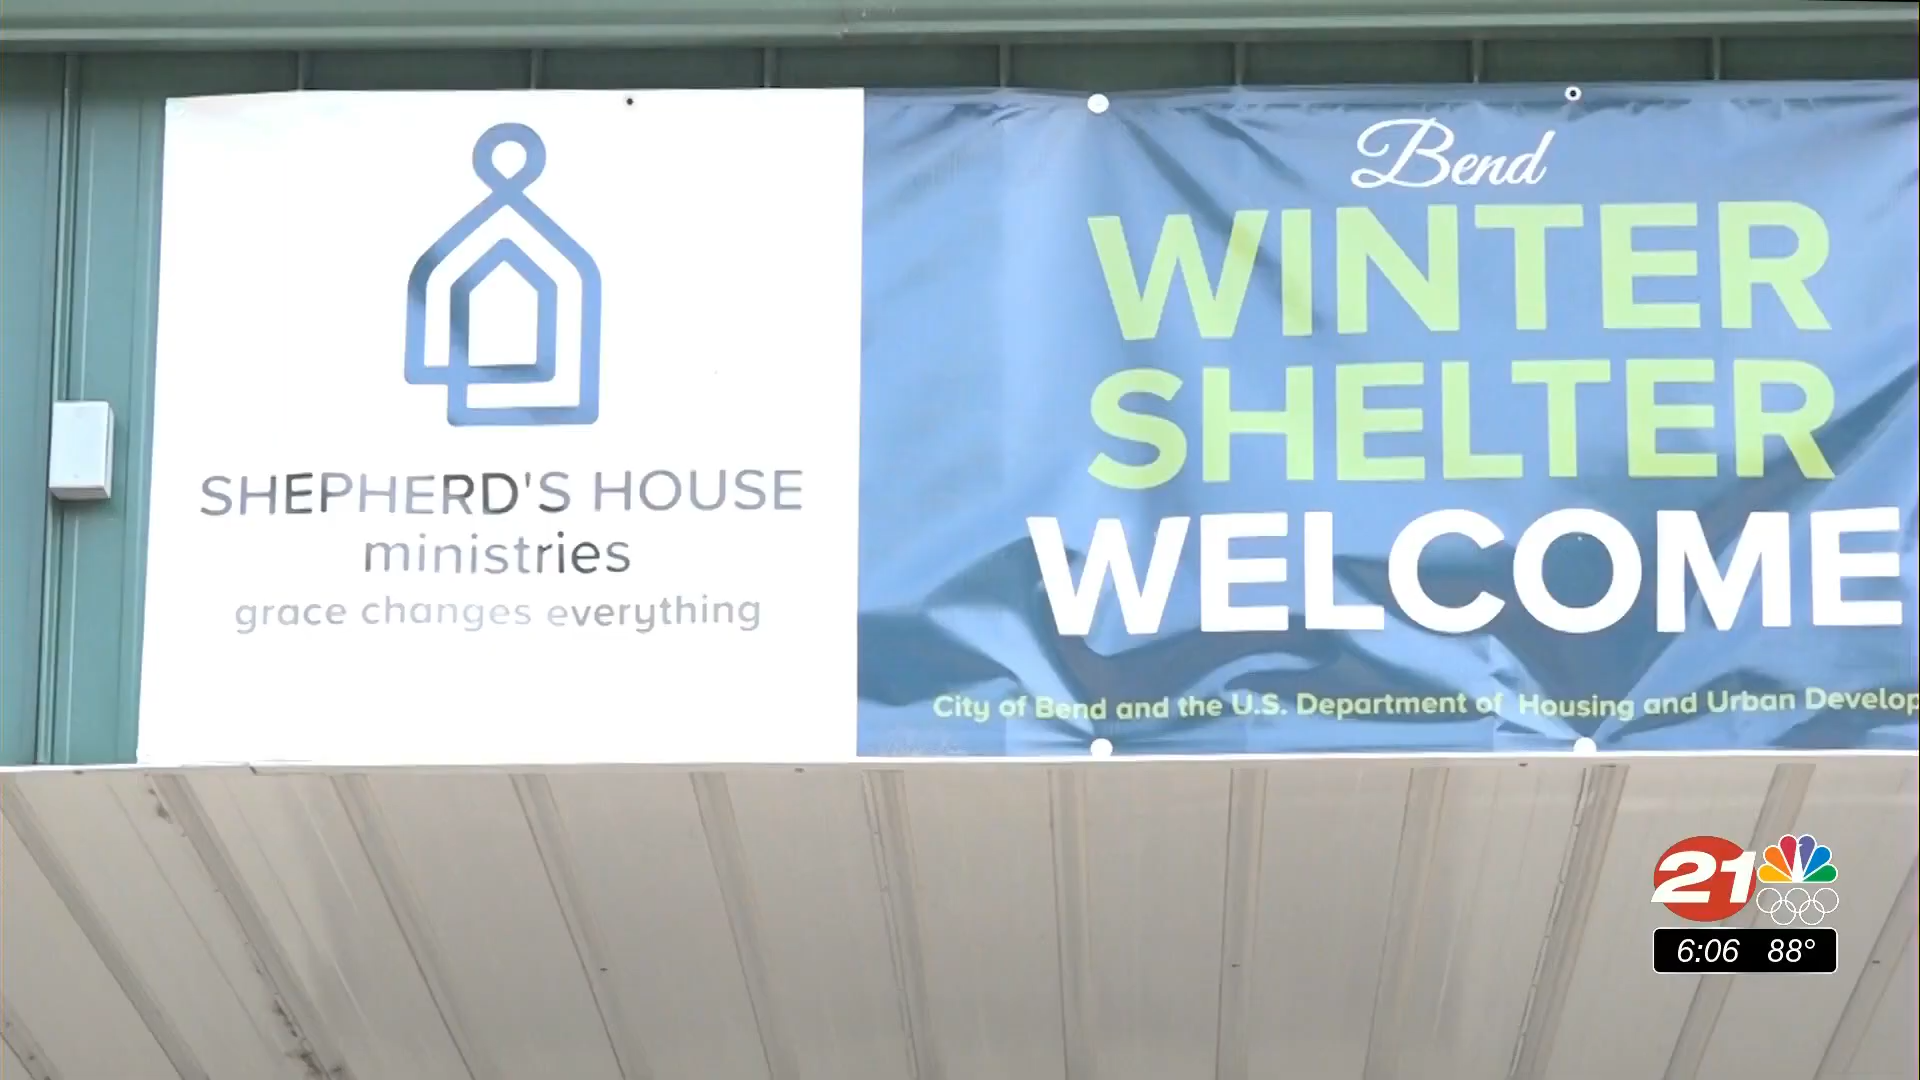 SHEPHERD'S HOUSE
ministries
grace changes everything
Bend
WINTER
SHELTER
WELCOME
City of Bend and the U.S. Department of Housing and Urban Develop
21
6:06 88°